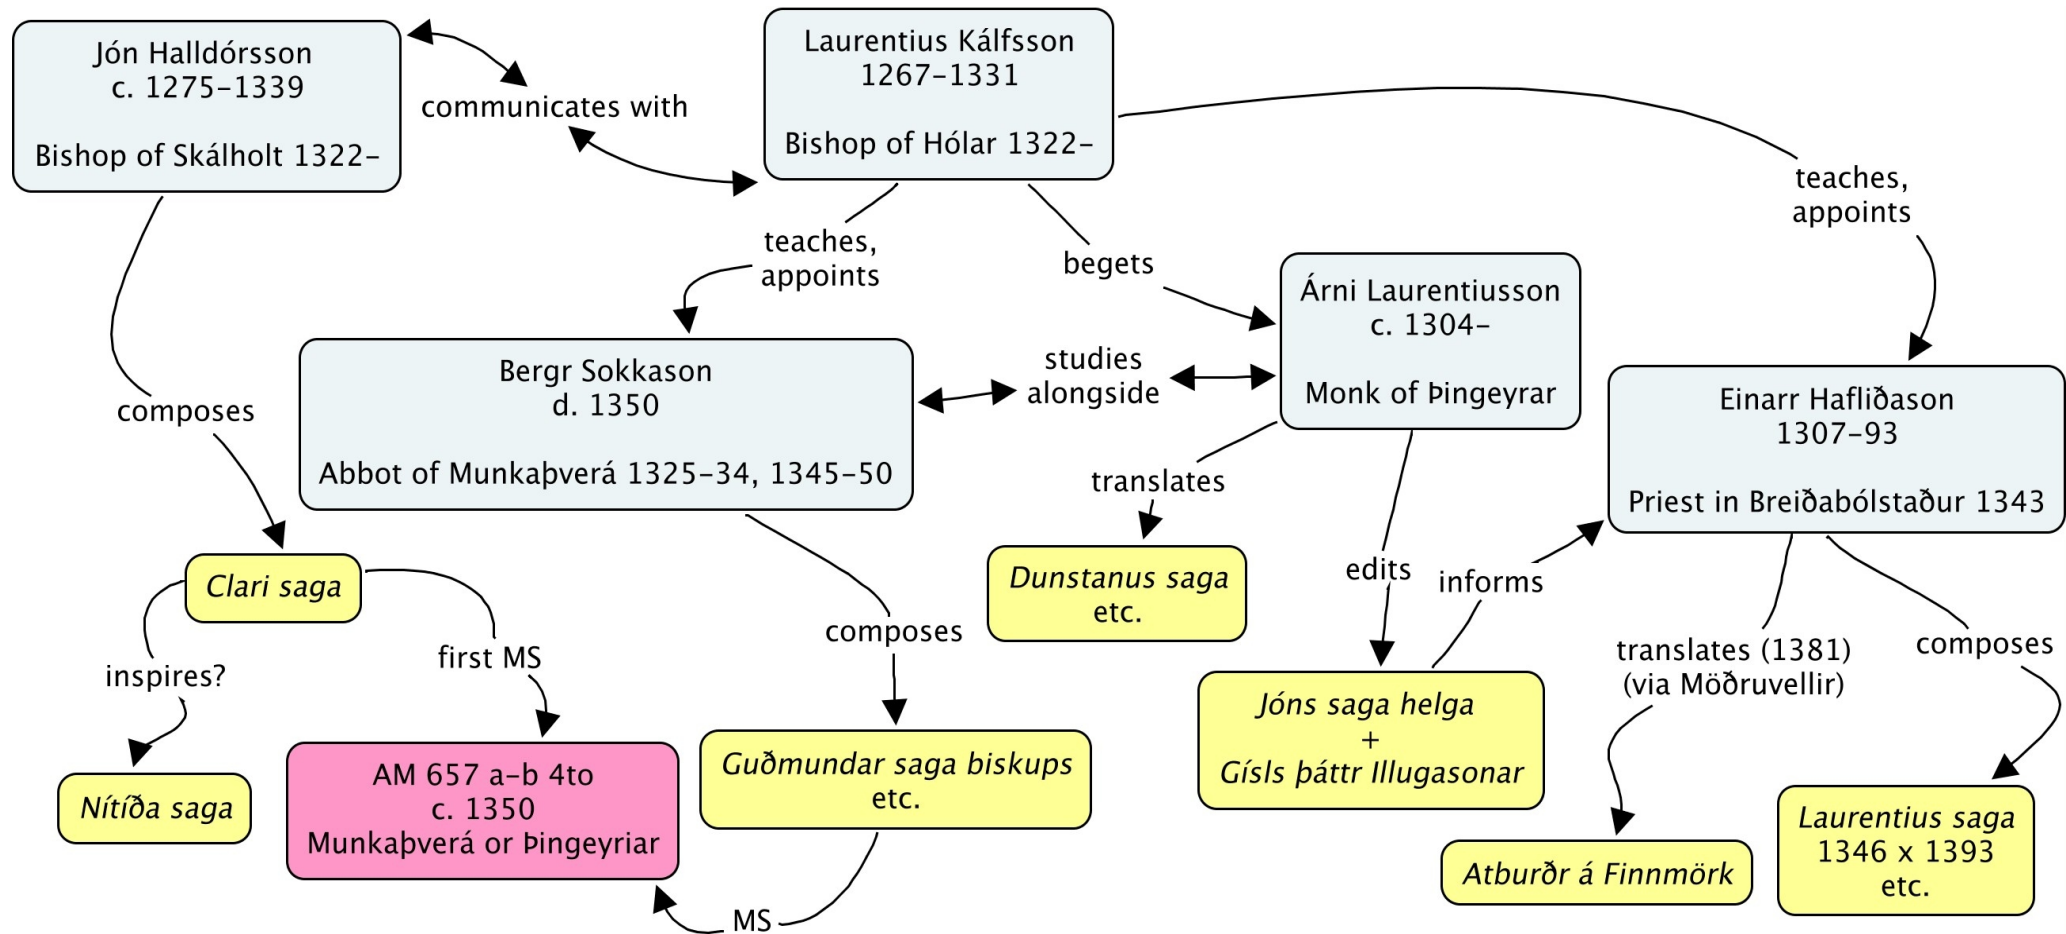 Jón Halldórsson
c. 1275–1339
Bishop of Skálholt 1322–
communicates with
Laurentius Kálfsson
1267–1331
Bishop of Hólar 1322–
teaches,
appoints
begets
teaches,
appoints
Árni Laurentiusson
c. 1304–
Monk of Þingeyrar
Bergr Sokkason
d. 1350
Abbot of Munkaþverá 1325–34, 1345–50
studies
alongside
Einarr Hafliðason
1307–93
Priest in Breiðabólstaður 1343
composes
translates
edits
informs
Clari saga
Dunstanus saga
etc.
inspires?
first MS
composes
translates (1381)
(via Möðruvellir)
composes
Nítíða saga
AM 657 a–b 4to
c. 1350
Munkaþverá or Þingeyriar
Guðmundar saga biskups
etc.
Jóns saga helga
+
Gísls þáttr Illugasonar
Atburðr á Finnmörk
Laurentius saga
1346 x 1393
etc.
MS